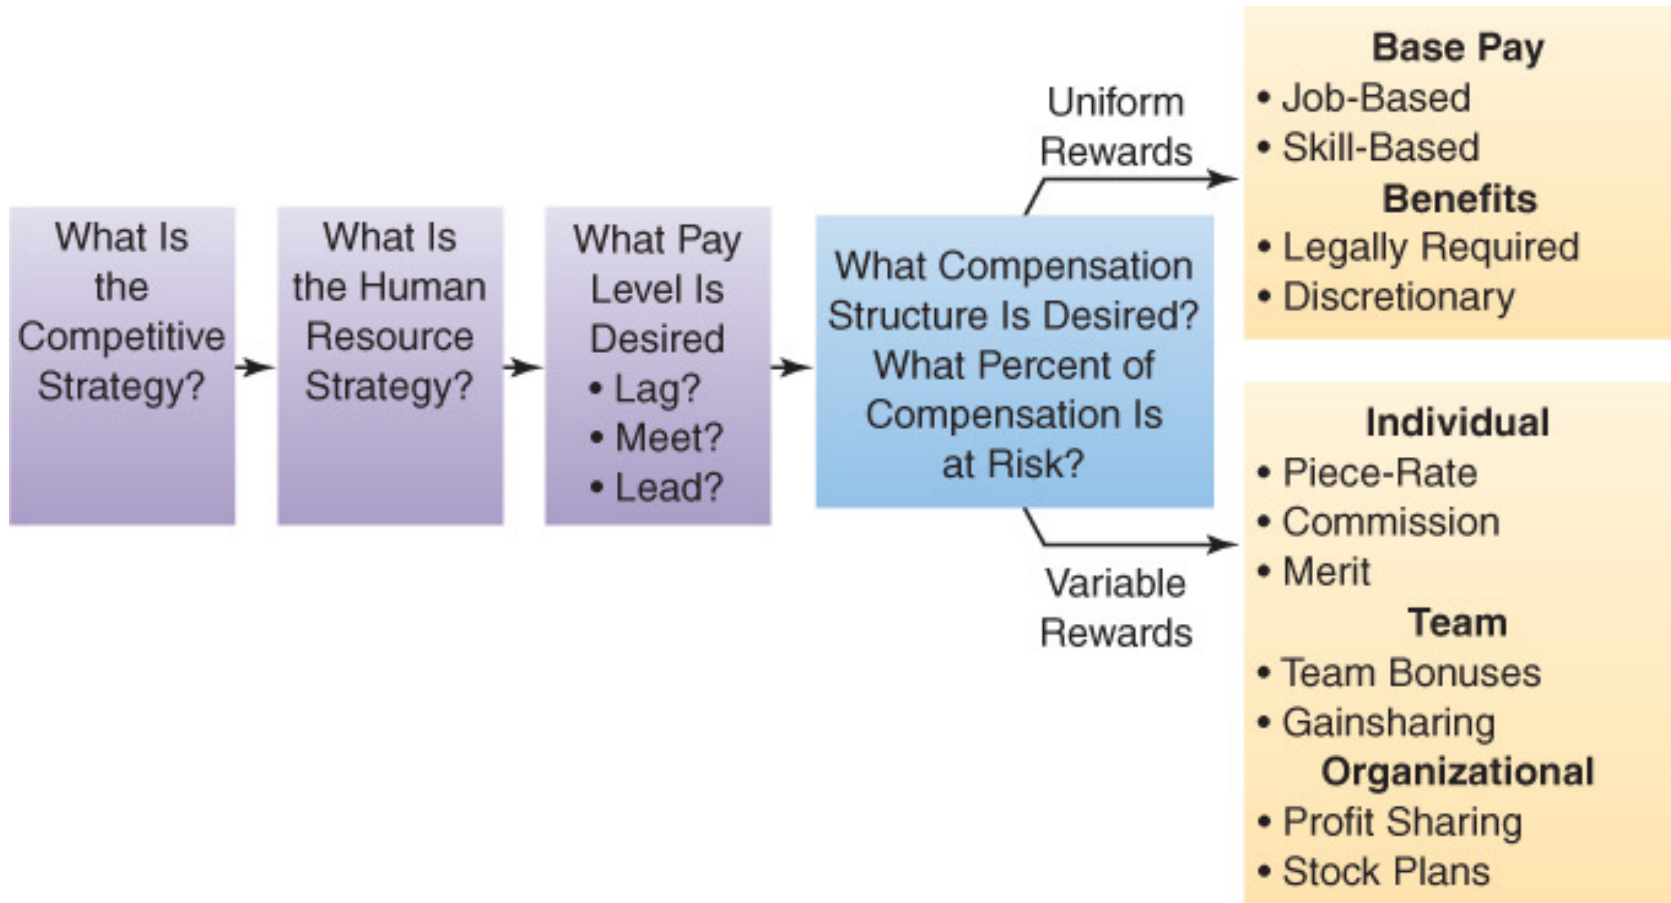 What Is
the
Competitive
Strategy?
What Is
the Human
Resource
Strategy?
What Pay
Level Is
Desired
• Lag?
• Meet?
• Lead?
What Compensation
Structure Is Desired?
What Percent of
Compensation Is
at Risk?
Uniform
Rewards
Base Pay
• Job-Based
• Skill-Based
Benefits
• Legally Required
• Discretionary
Variable
Rewards
Individual
• Piece-Rate
• Commission
• Merit
Team
• Team Bonuses
• Gainsharing
Organizational
• Profit Sharing
• Stock Plans